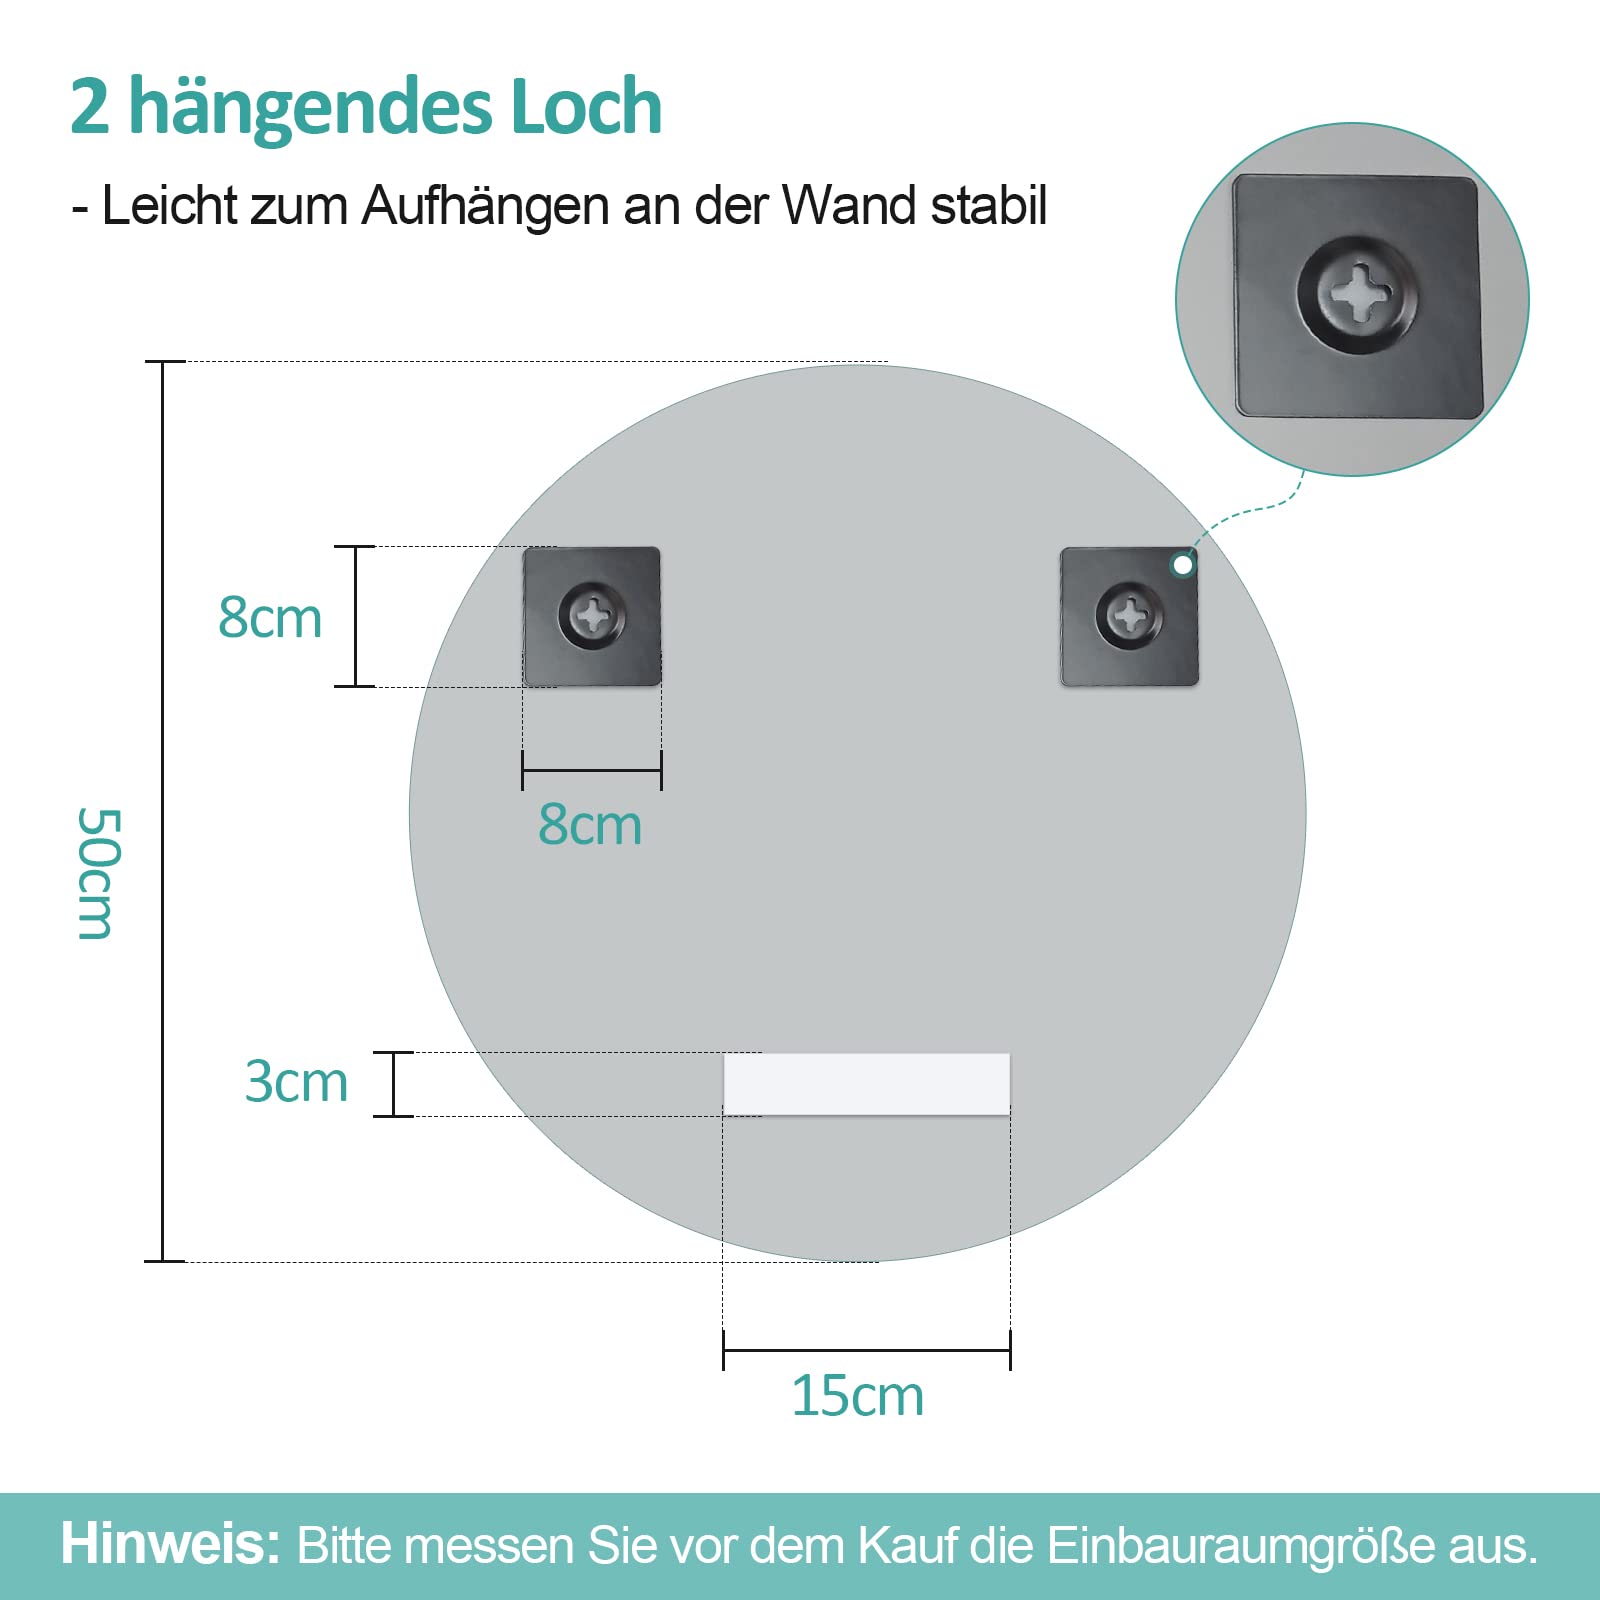 2 hängendes Loch
- Leicht zum Aufhängen an der Wand stabil
8cm
8cm
50cm
3cm
15cm
Hinweis: Bitte messen Sie vor dem Kauf die Einbauraumgröße aus.